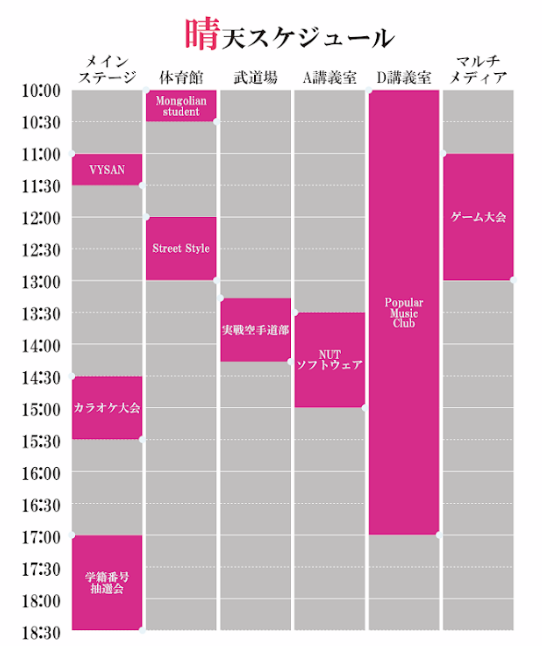 晴天スケジュール
メイン
ステージ
体育館
武道場
A講義室
D講義室
マルチ
メディア
10:00
10:30
11:00
11:30
12:00
12:30
13:00
13:30
14:00
14:30
15:00
15:30
16:00
16:30
17:00
17:30
18:00
18:30
Mongolian
student
VYSAN
ゲーム大会
Street Style
Popular
Music
Club
実戦空手道部
NUT
ソフトウェア
カラオケ大会
学籍番号
抽選会